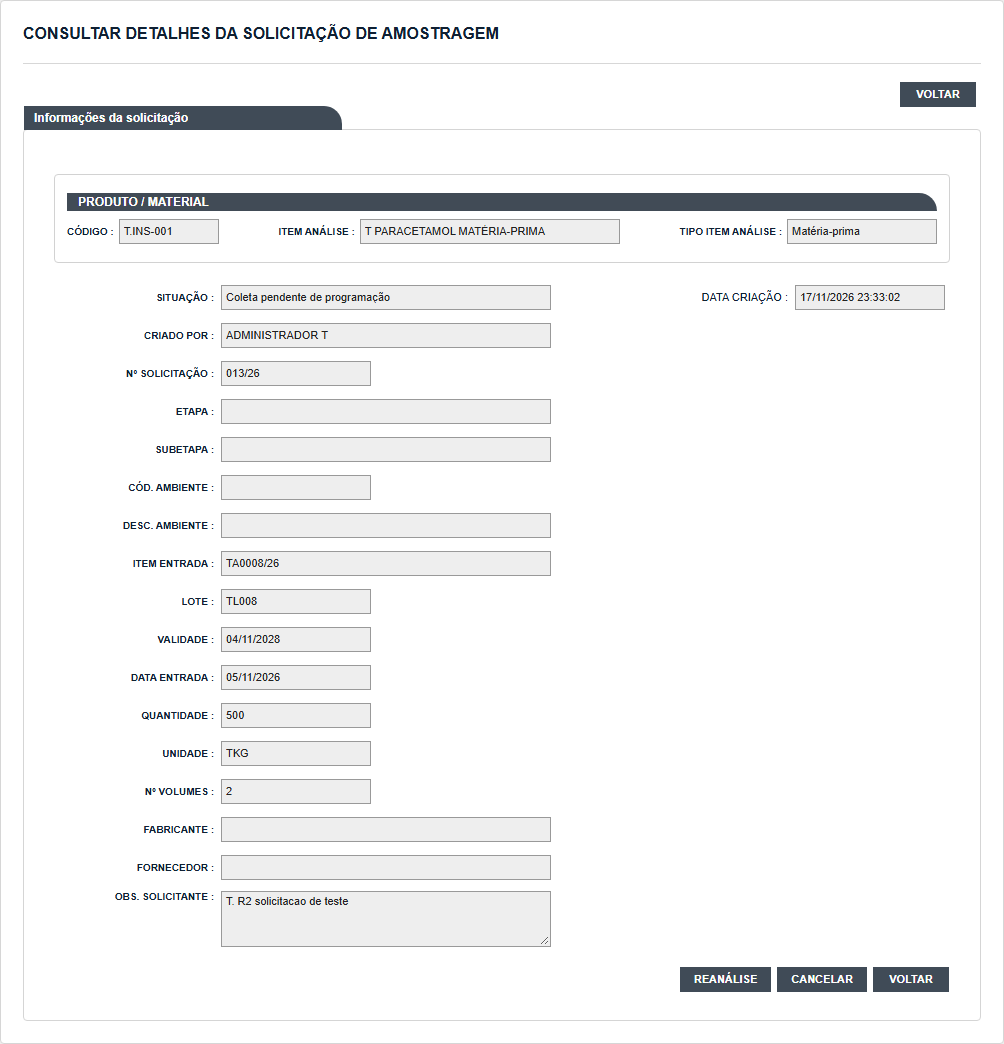 CONSULTAR DETALHES DA SOLICITAÇÃO DE AMOSTRAGEM
VOLTAR
Informações da solicitação
PRODUTO / MATERIAL
CÓDIGO : T.INS-001 ITEM ANÁLISE : T PARACETAMOL MATÉRIA-PRIMA TIPO ITEM ANÁLISE : Matéria-prima
SITUAÇÃO : Coleta pendente de programação DATA CRIAÇÃO : 17/11/2026 23:33:02
CRIADO POR : ADMINISTRADOR T
Nº SOLICITAÇÃO : 013/26
ETAPA :
SUBETAPA :
CÓD. AMBIENTE :
DESC. AMBIENTE :
ITEM ENTRADA : TA0008/26
LOTE : TL008
VALIDADE : 04/11/2028
DATA ENTRADA : 05/11/2026
QUANTIDADE : 500
UNIDADE : TKG
Nº VOLUMES : 2
FABRICANTE :
FORNECEDOR :
OBS. SOLICITANTE : T. R2 solicitacao de teste
REANÁLISE CANCELAR VOLTAR